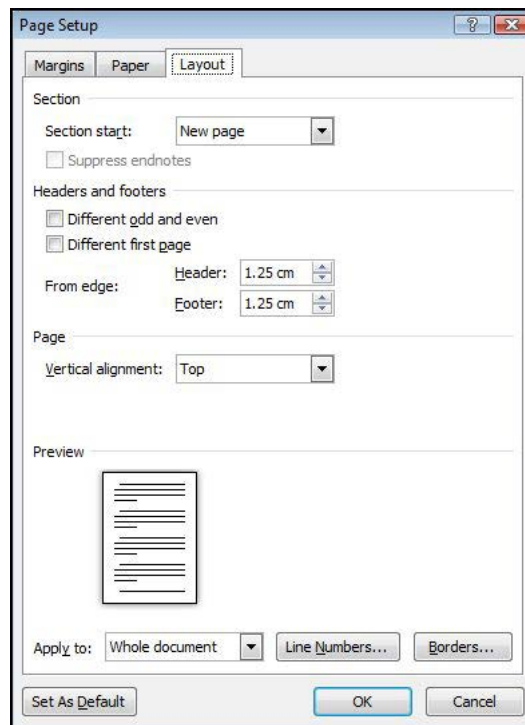 Page Setup
Margins Paper Layout
Section
Section start: New page
Suppress endnotes
Headers and footers
Different odd and even
Different first page
From edge:
Header: 1.25 cm
Footer: 1.25 cm
Page
Vertical alignment: Top
Preview
Apply to: Whole document Line Numbers... Borders...
Set As Default OK Cancel